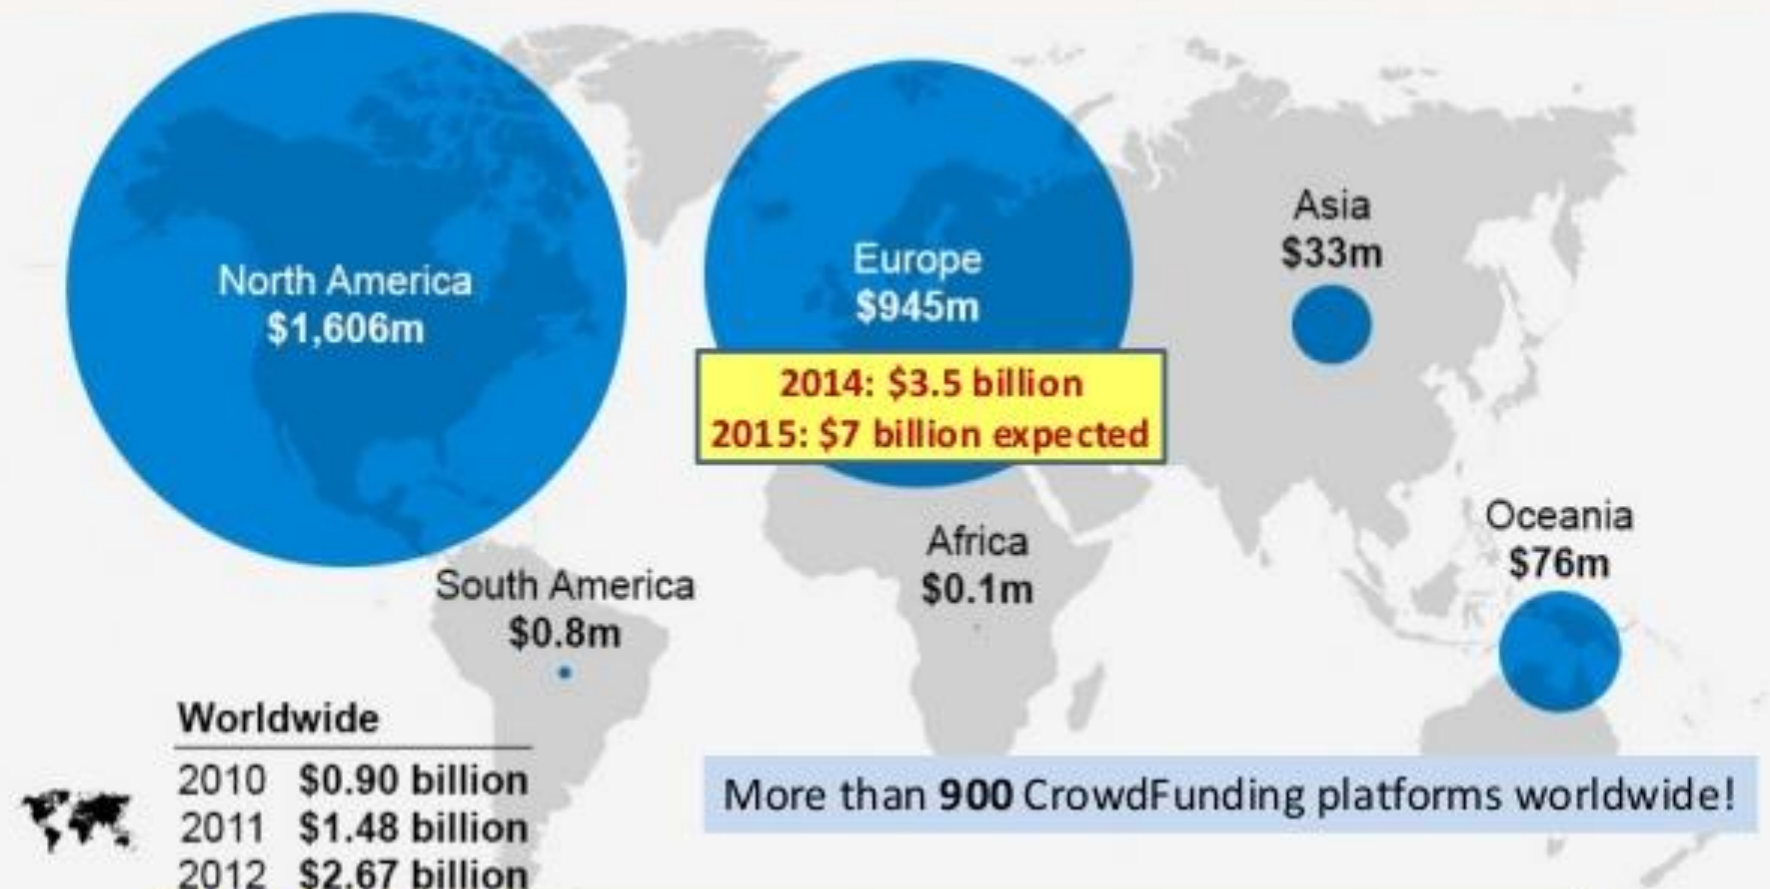 North America
$1,606m
Europe
$945m
2014: $3.5 billion
2015: $7 billion expected
Asia
$33m
Oceania
$76m
Africa
$0.1m
South America
$0.8m
Worldwide
2010 $0.90 billion
2011 $1.48 billion
2012 $2.67 billion
More than 900 CrowdFunding platforms worldwide!